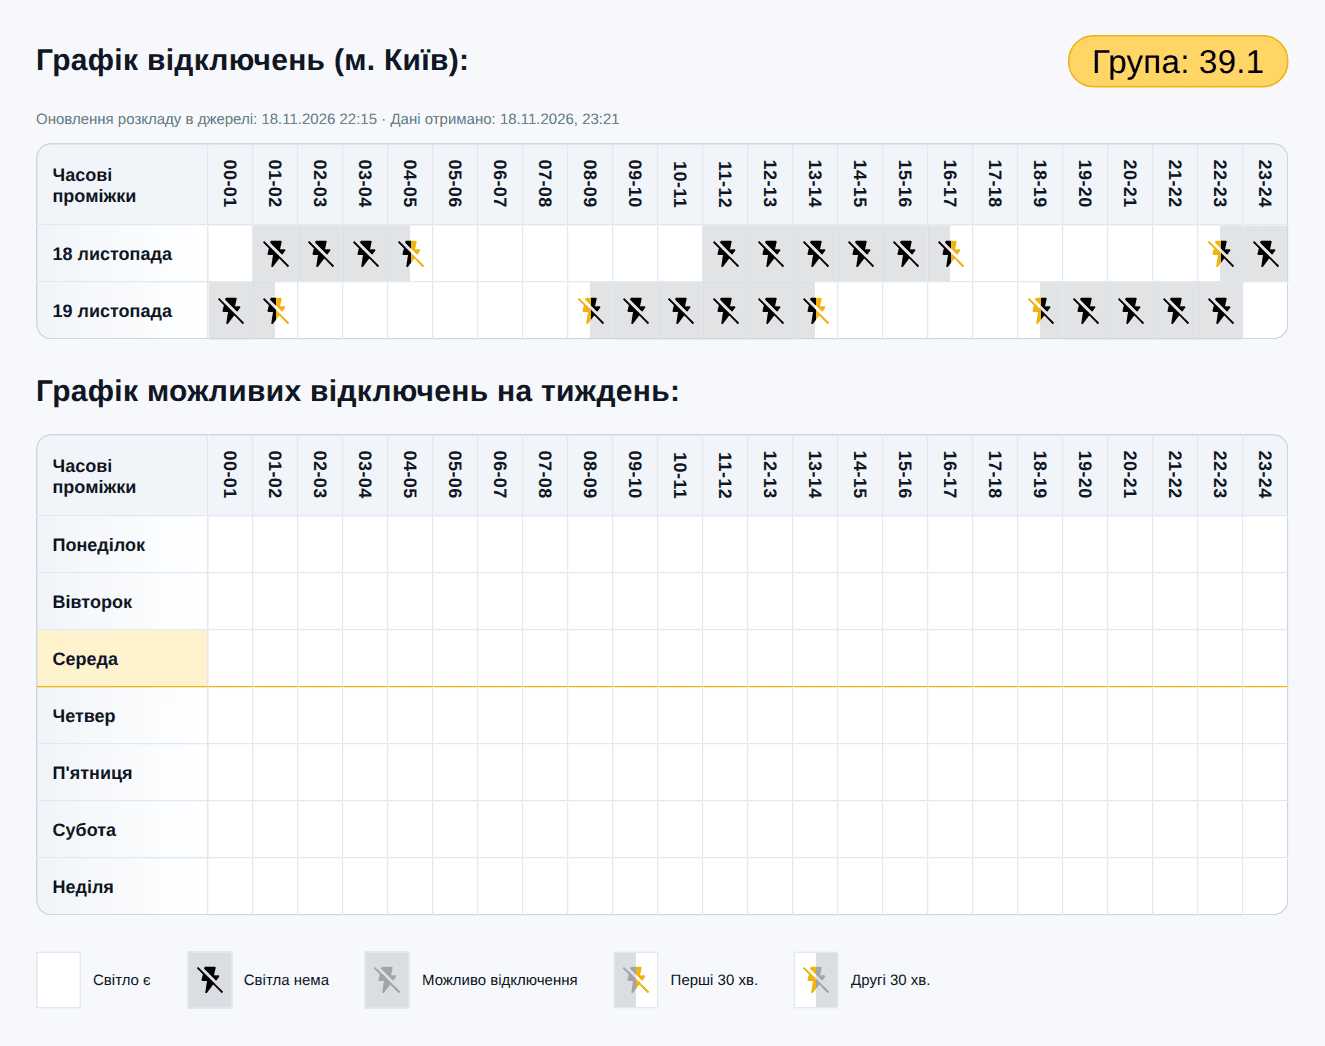 Графік відключень (м. Київ):
Група: 39.1
Оновлення розкладу в джерелі: 18.11.2026 22:15 · Дані отримано: 18.11.2026, 23:21
Часові
проміжки
00-01 01-02 02-03 03-04 04-05 05-06 06-07 07-08 08-09 09-10 10-11 11-12 12-13 13-14 14-15 15-16 16-17 17-18 18-19 19-20 20-21 21-22 22-23 23-24
18 листопада
19 листопада
Графік можливих відключень на тиждень:
Часові
проміжки
00-01 01-02 02-03 03-04 04-05 05-06 06-07 07-08 08-09 09-10 10-11 11-12 12-13 13-14 14-15 15-16 16-17 17-18 18-19 19-20 20-21 21-22 22-23 23-24
Понеділок
Вівторок
Середа
Четвер
П'ятниця
Субота
Неділя
Світло є
Світла нема
Можливо відключення
Перші 30 хв.
Другі 30 хв.